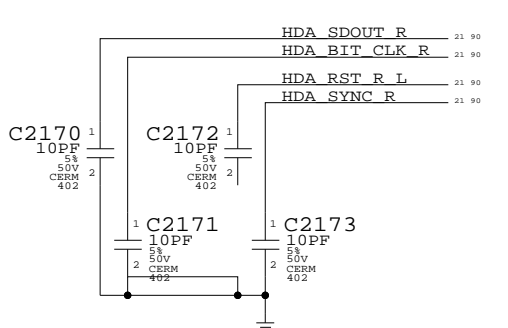 HDA_SDOUT_R 21 90
HDA_BIT_CLK_R 21 90
HDA_RST_R_L 21 90
HDA_SYNC_R 21 90
C2170 1
10PF
5%
50V
CERM
402
2
C2172 1
10PF
5%
50V
CERM
402
2
1 C2171
10PF
5%
50V
2
CERM
402
1 C2173
10PF
5%
50V
2
CERM
402